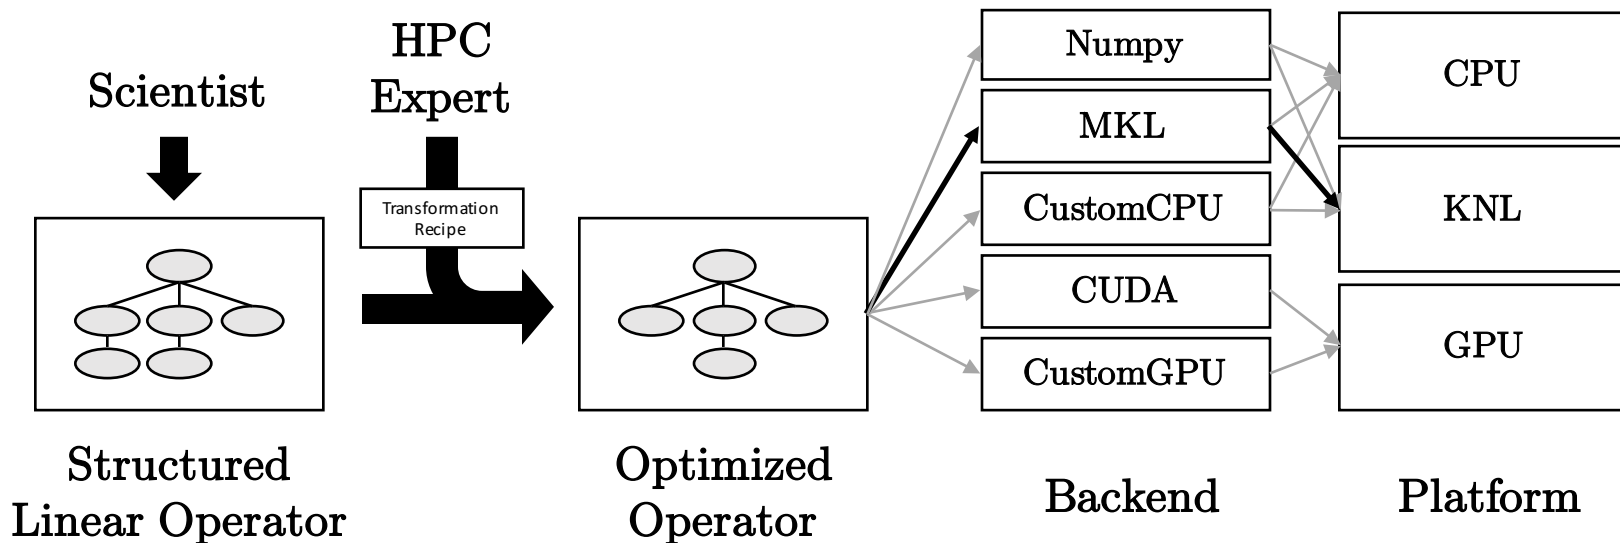 Scientist
HPC
Expert
Transformation
Recipe
Structured
Linear Operator
Optimized
Operator
Numpy
MKL
CustomCPU
CUDA
CustomGPU
Backend
CPU
KNL
GPU
Platform